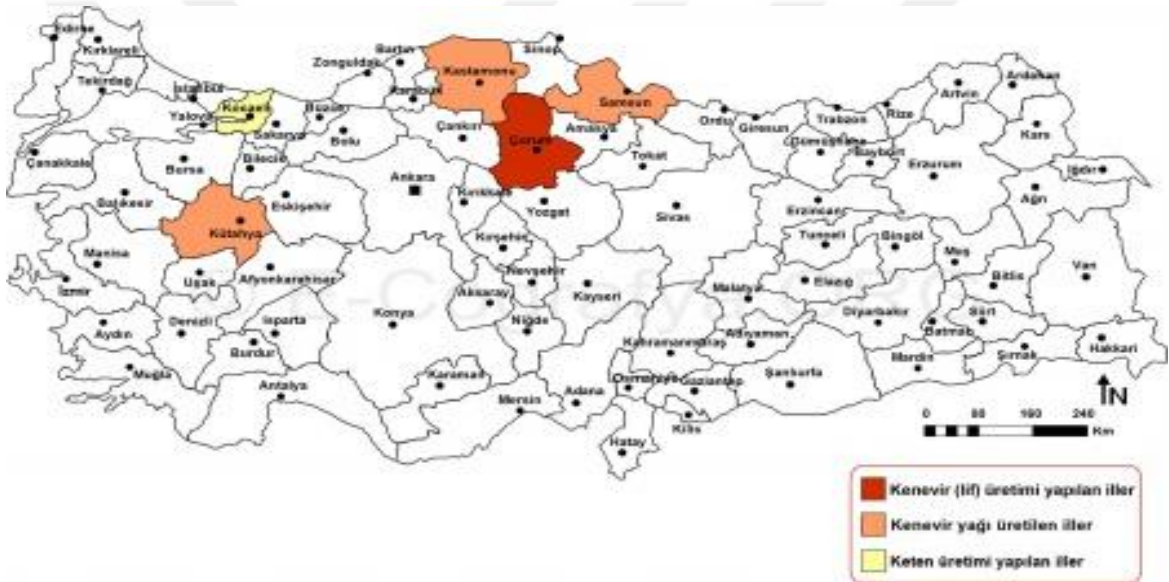 Edirne
Kırklareli
Tekirdağ
İstanbul
Yalova
Kocaeli
Sakarya
Düzce
Zonguldak
Bartın
Karabük
Kastamonu
Sinop
Samsun
Çankırı
Çorum
Amasya
Tokat
Ordu
Giresun
Trabzon
Rize
Artvin
Ardahan
Kars
Gümüşhane
Bayburt
Erzurum
Iğdır
Ağrı
Çanakkale
Bursa
Bilecik
Bolu
Ankara
Kırıkkale
Yozgat
Sivas
Erzincan
Balıkesir
Kütahya
Eskişehir
Kırşehir
Tunceli
Bingöl
Muş
Bitlis
Van
Manisa
Uşak
Afyonkarahisar
Nevşehir
Kayseri
Malatya
Elazığ
İzmir
Aksaray
Niğde
Diyarbakır
Siirt
Batman
Aydın
Denizli
Isparta
Burdur
Konya
Kahramanmaraş
Adıyaman
Mardin
Şırnak
Hakkari
Muğla
Antalya
Karaman
Mersin
Adana
Osmaniye
Gaziantep
Şanlıurfa
Kilis
Hatay
N
0 80 160 240
Km
Kenevir (lif) üretimi yapılan iller
Kenevir yağı üretilen iller
Keten üretimi yapılan iller